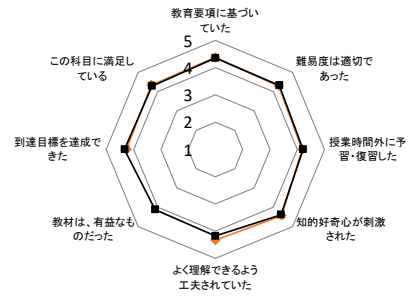 教育要項に基づい
ていた
難易度は適切で
あった
授業時間外に予
習・復習した
知的好奇心が刺激
された
よく理解できるよう
工夫されていた
教材は、有益なも
のだった
到達目標を達成で
きた
この科目に満足し
ている
5
4
3
2
1